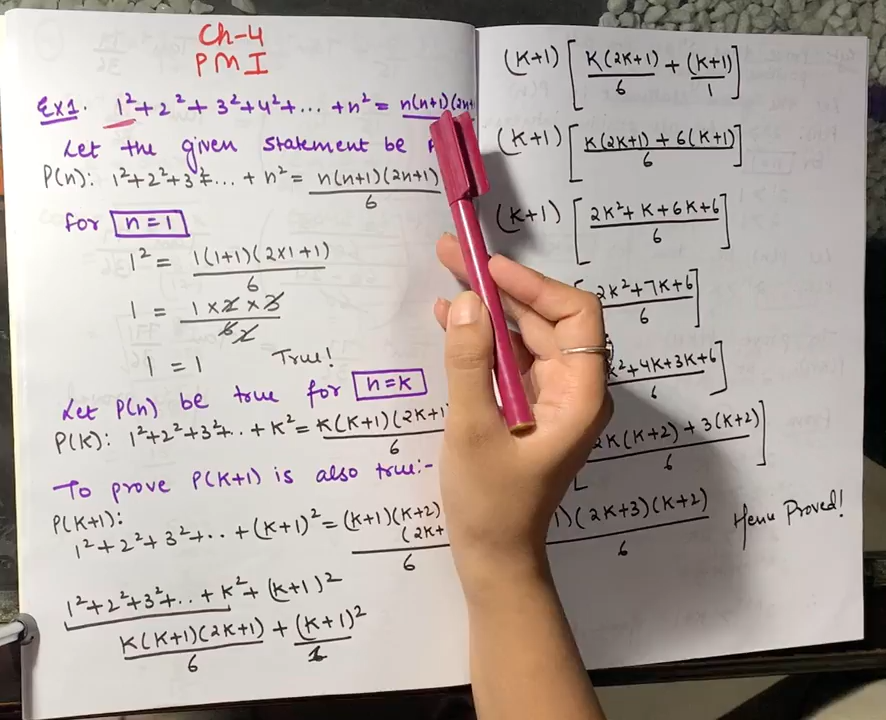 Ch-4
PMI
Ex1. 1² + 2² + 3² + 4² + ... + n² = n(n+1)(2n+
Let the given statement be
P(n): 1² + 2² + 3² + ... + n² = n(n+1)(2n+1) / 6
for n = 1
1² = 1(1+1)(2×1+1) / 6
1 = 1 × 2 × 3 / 6 2
1 = 1 True!
Let P(n) be true for n = k
P(k): 1² + 2² + 3² + .. + k² = k(k+1)(2k+1 / 6
To prove P(k+1) is also true:-
P(k+1):
1² + 2² + 3² + .. + (k+1)² = (k+1)(k+2)
(2k+ / 6
1² + 2² + 3² + .. + k² + (k+1)²
k(k+1)(2k+1) / 6 + (k+1)² / 1
(k+1) [ k(2k+1) / 6 + (k+1) / 1 ]
(k+1) [ k(2k+1) + 6(k+1) / 6 ]
(k+1) [ 2k² + k + 6k + 6 / 6 ]
[ 2k² + 7k + 6 / 6 ]
k² + 4k + 3k + 6 / 6 ]
[ 2k(k+2) + 3(k+2) / 6 ]
1)(2k+3)(k+2) / 6 Hence Proved!